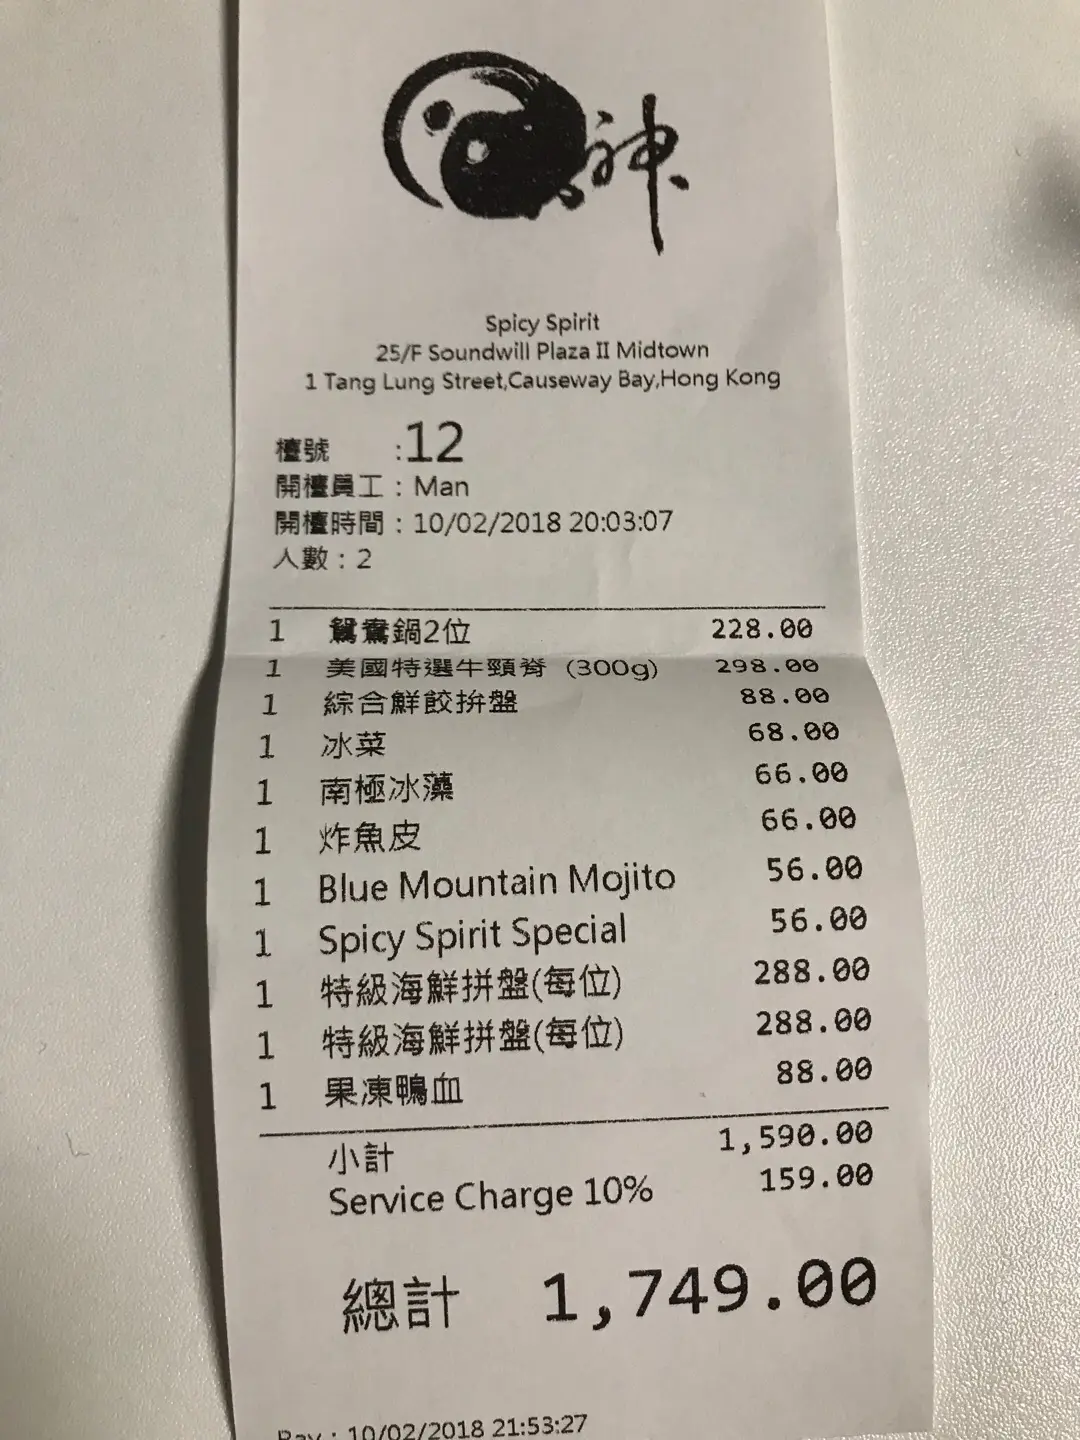 神
Spicy Spirit
25/F Soundwill Plaza II Midtown
1 Tang Lung Street,Causeway Bay,Hong Kong
檯號 :12
開檯員工 : Man
開檯時間 : 10/02/2018 20:03:07
人數 : 2
1 鴛鴦鍋2位 228.00
1 美國特選牛頸脊 (300g) 298.00
1 綜合鮮餃拚盤 88.00
1 冰菜 68.00
1 南極冰藻 66.00
1 炸魚皮 66.00
1 Blue Mountain Mojito 56.00
1 Spicy Spirit Special 56.00
1 特級海鮮拼盤(每位) 288.00
1 特級海鮮拼盤(每位) 288.00
1 果凍鴨血 88.00
小計 1,590.00
Service Charge 10% 159.00
總計 1,749.00
Pay : 10/02/2018 21:53:27